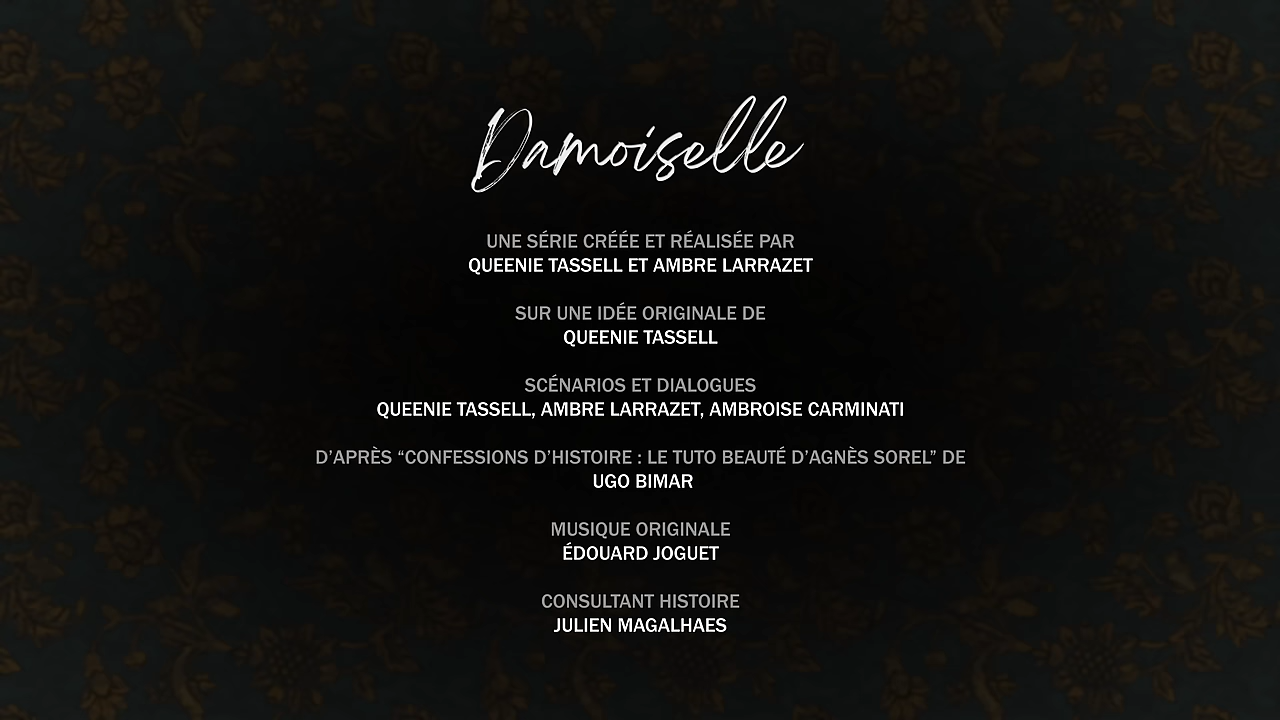 Damoiselle
UNE SÉRIE CRÉÉE ET RÉALISÉE PAR
QUEENIE TASSELL ET AMBRE LARRAZET
SUR UNE IDÉE ORIGINALE DE
QUEENIE TASSELL
SCÉNARIOS ET DIALOGUES
QUEENIE TASSELL, AMBRE LARRAZET, AMBROISE CARMINATI
D’APRÈS “CONFESSIONS D’HISTOIRE : LE TUTO BEAUTÉ D’AGNÈS SOREL” DE
UGO BIMAR
MUSIQUE ORIGINALE
ÉDOUARD JOGUET
CONSULTANT HISTOIRE
JULIEN MAGALHAES